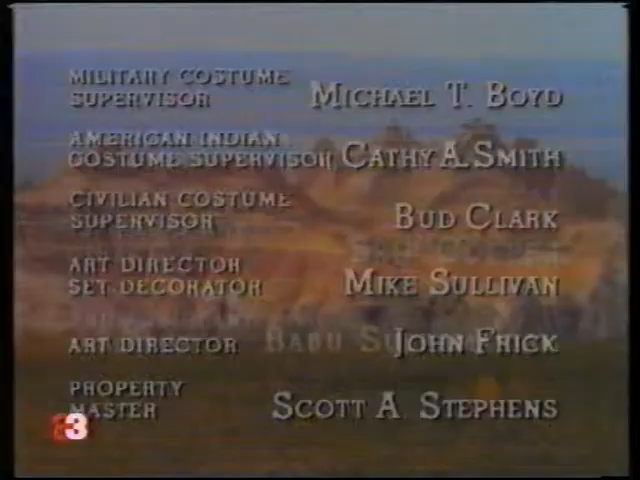 MILITARY COSTUME
SUPERVISOR MICHAEL T. BOYD
AMERICAN INDIAN
COSTUME SUPERVISOR CATHY A. SMITH
CIVILIAN COSTUME
SUPERVISOR BUD CLARK
ART DIRECTOR
SET DECORATOR MIKE SULLIVAN
ART DIRECTOR JOHN FRICK
PROPERTY
MASTER SCOTT A. STEPHENS
3